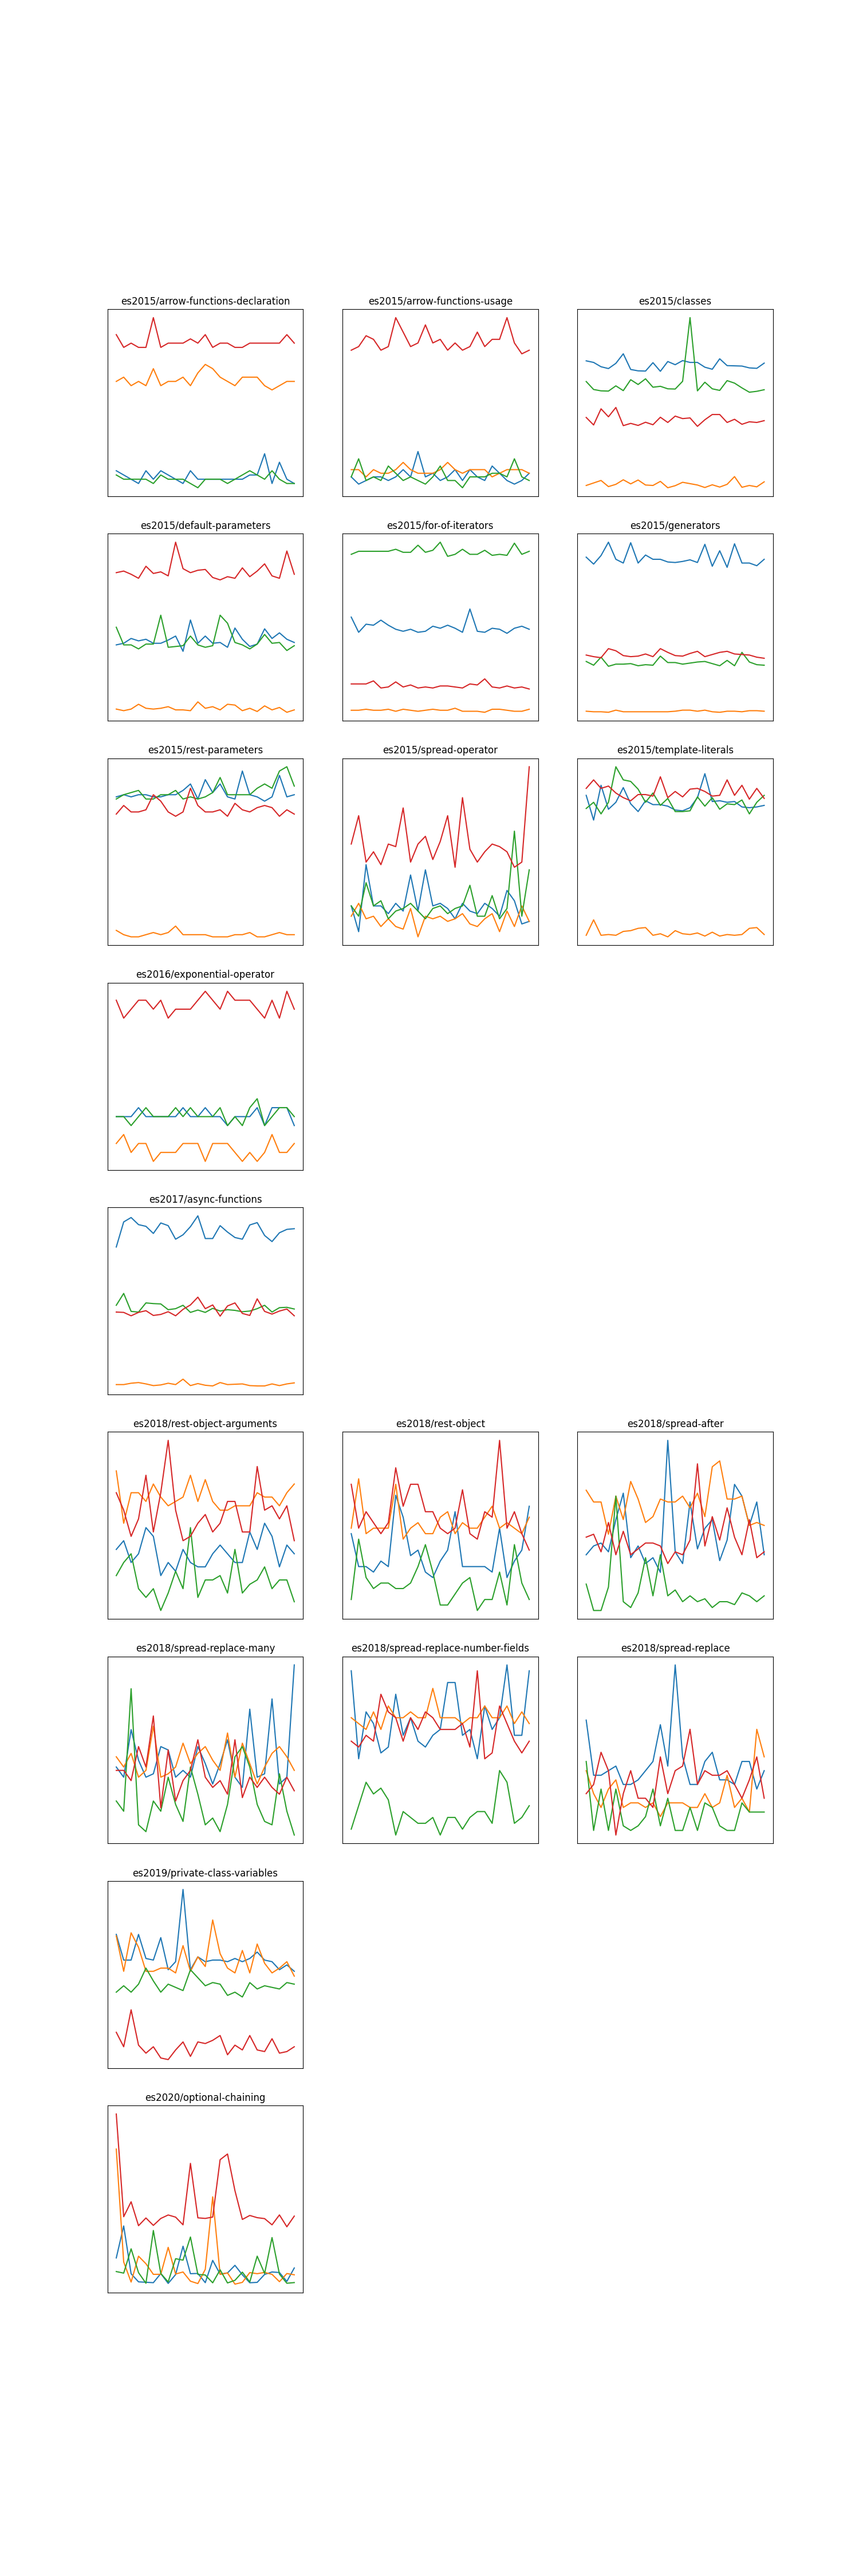 es2015/arrow-functions-declaration
es2015/arrow-functions-usage
es2015/classes
es2015/default-parameters
es2015/for-of-iterators
es2015/generators
es2015/rest-parameters
es2015/spread-operator
es2015/template-literals
es2016/exponential-operator
es2017/async-functions
es2018/rest-object-arguments
es2018/rest-object
es2018/spread-after
es2018/spread-replace-many
es2018/spread-replace-number-fields
es2018/spread-replace
es2019/private-class-variables
es2020/optional-chaining